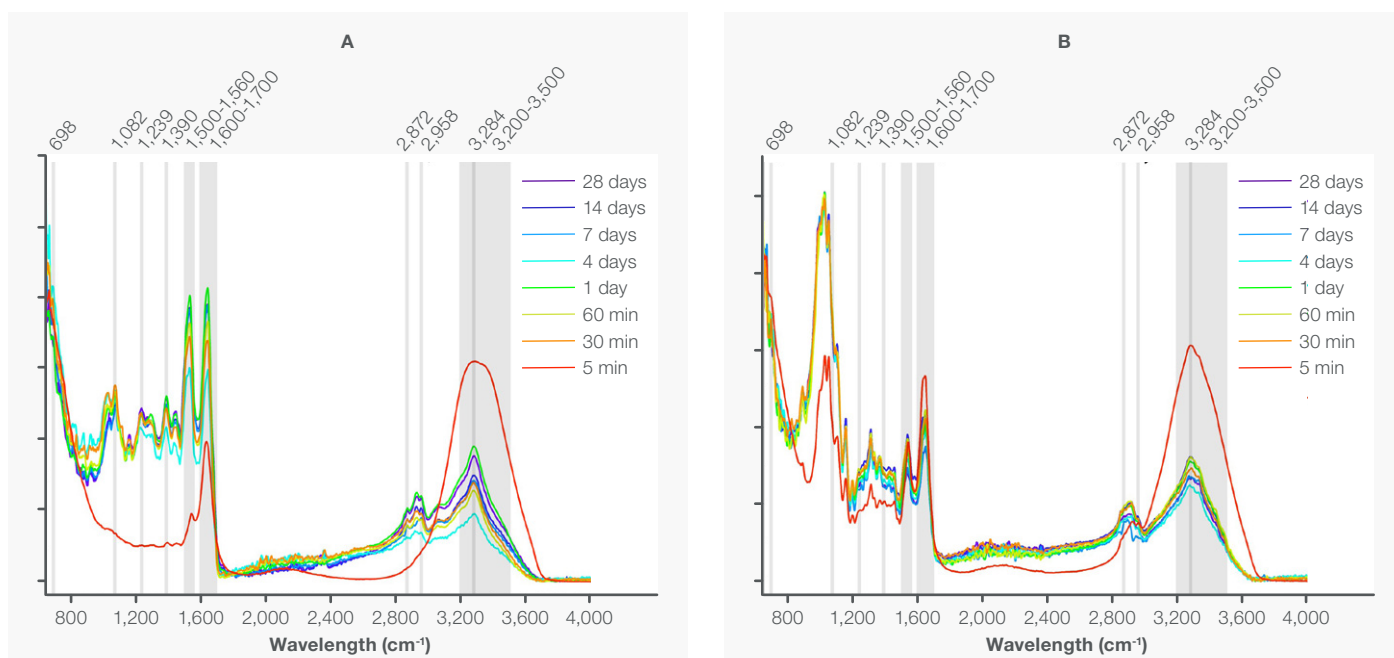 A
698
1,082
1,239
1,390
1,500-1,560
1,600-1,700
2,872
2,958
3,284
3,200-3,500
28 days
14 days
7 days
4 days
1 day
60 min
30 min
5 min
800 1,200 1,600 2,000 2,400 2,800 3,200 3,600 4,000
Wavelength (cm⁻¹)
B
698
1,082
1,239
1,390
1,500-1,560
1,600-1,700
2,872
2,958
3,284
3,200-3,500
28 days
14 days
7 days
4 days
1 day
60 min
30 min
5 min
800 1,200 1,600 2,000 2,400 2,800 3,200 3,600 4,000
Wavelength (cm⁻¹)